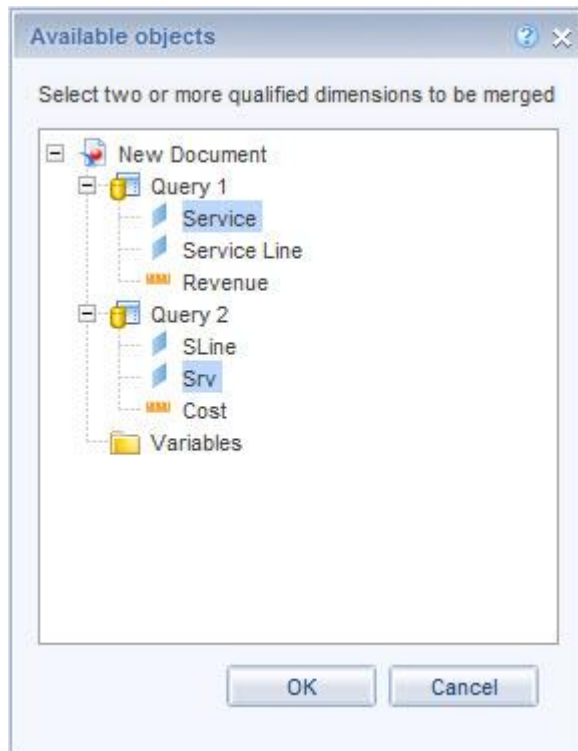 Available objects
Select two or more qualified dimensions to be merged
New Document
Query 1
Service
Service Line
Revenue
Query 2
SLine
Srv
Cost
Variables
OK Cancel